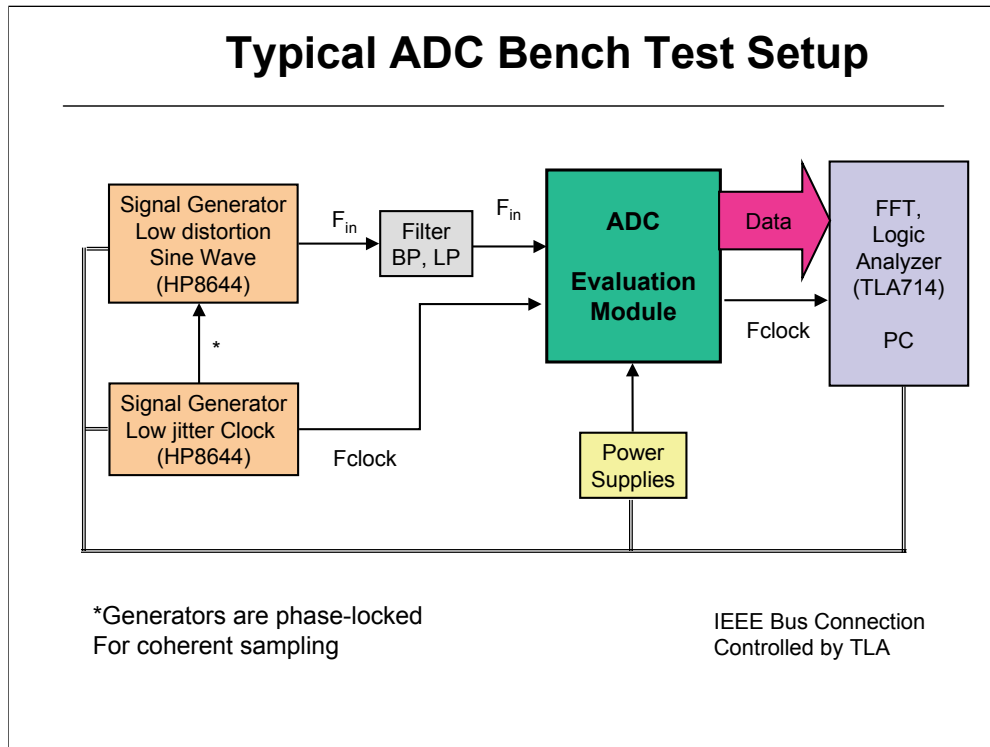 Typical ADC Bench Test Setup
Signal Generator
Low distortion
Sine Wave
(HP8644)
F_in
Filter
BP, LP
F_in
ADC
Evaluation
Module
Data
FFT,
Logic
Analyzer
(TLA714)
PC
Fclock
*
Signal Generator
Low jitter Clock
(HP8644)
Fclock
Power
Supplies
*Generators are phase-locked
For coherent sampling
IEEE Bus Connection
Controlled by TLA